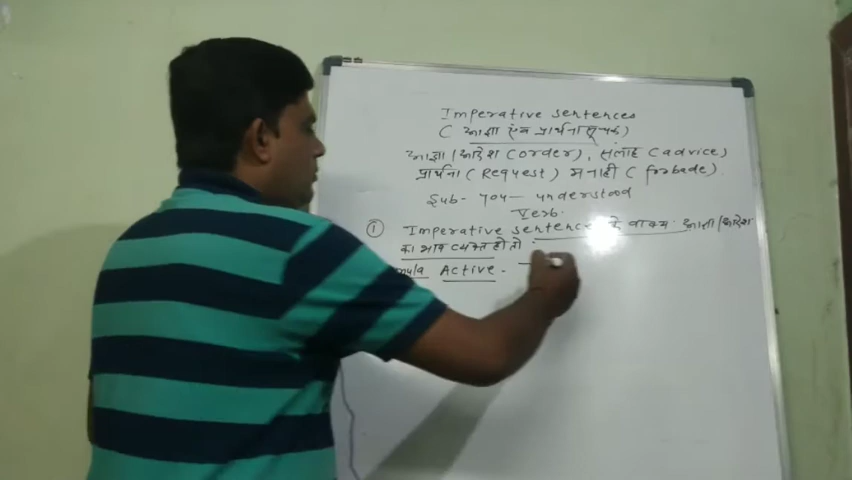 Imperative sentences
( आज्ञा एंव प्रार्थना सूचक)
आज्ञा/आदेश (order), सलाह (advice)
प्रार्थना (Request) मनाही (forbade)
Sub- You- understood
Verb.
① Imperative sentence के वाक्य आज्ञा/आदेश
का भाव व्यक्त हो तो :
Active -